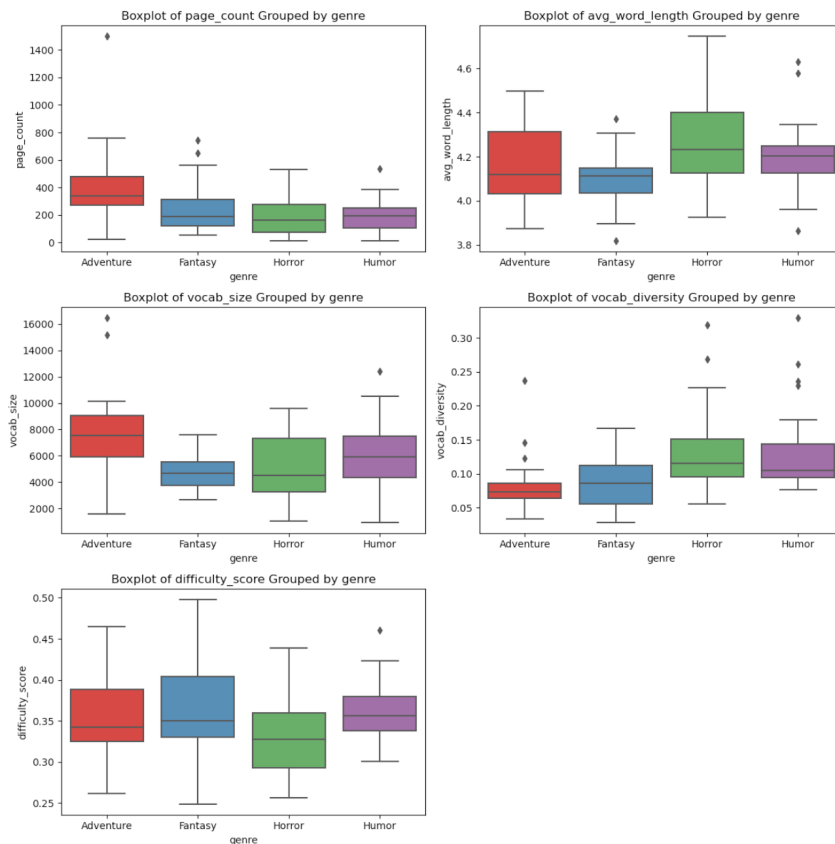 Boxplot of page_count Grouped by genre
1400
1200
1000
800
600
400
200
0
page_count
Adventure Fantasy Horror Humor
genre
Boxplot of avg_word_length Grouped by genre
4.6
4.4
4.2
4.0
3.8
avg_word_length
Adventure Fantasy Horror Humor
genre
Boxplot of vocab_size Grouped by genre
16000
14000
12000
10000
8000
6000
4000
2000
vocab_size
Adventure Fantasy Horror Humor
genre
Boxplot of vocab_diversity Grouped by genre
0.30
0.25
0.20
0.15
0.10
0.05
vocab_diversity
Adventure Fantasy Horror Humor
genre
Boxplot of difficulty_score Grouped by genre
0.50
0.45
0.40
0.35
0.30
0.25
difficulty_score
Adventure Fantasy Horror Humor
genre